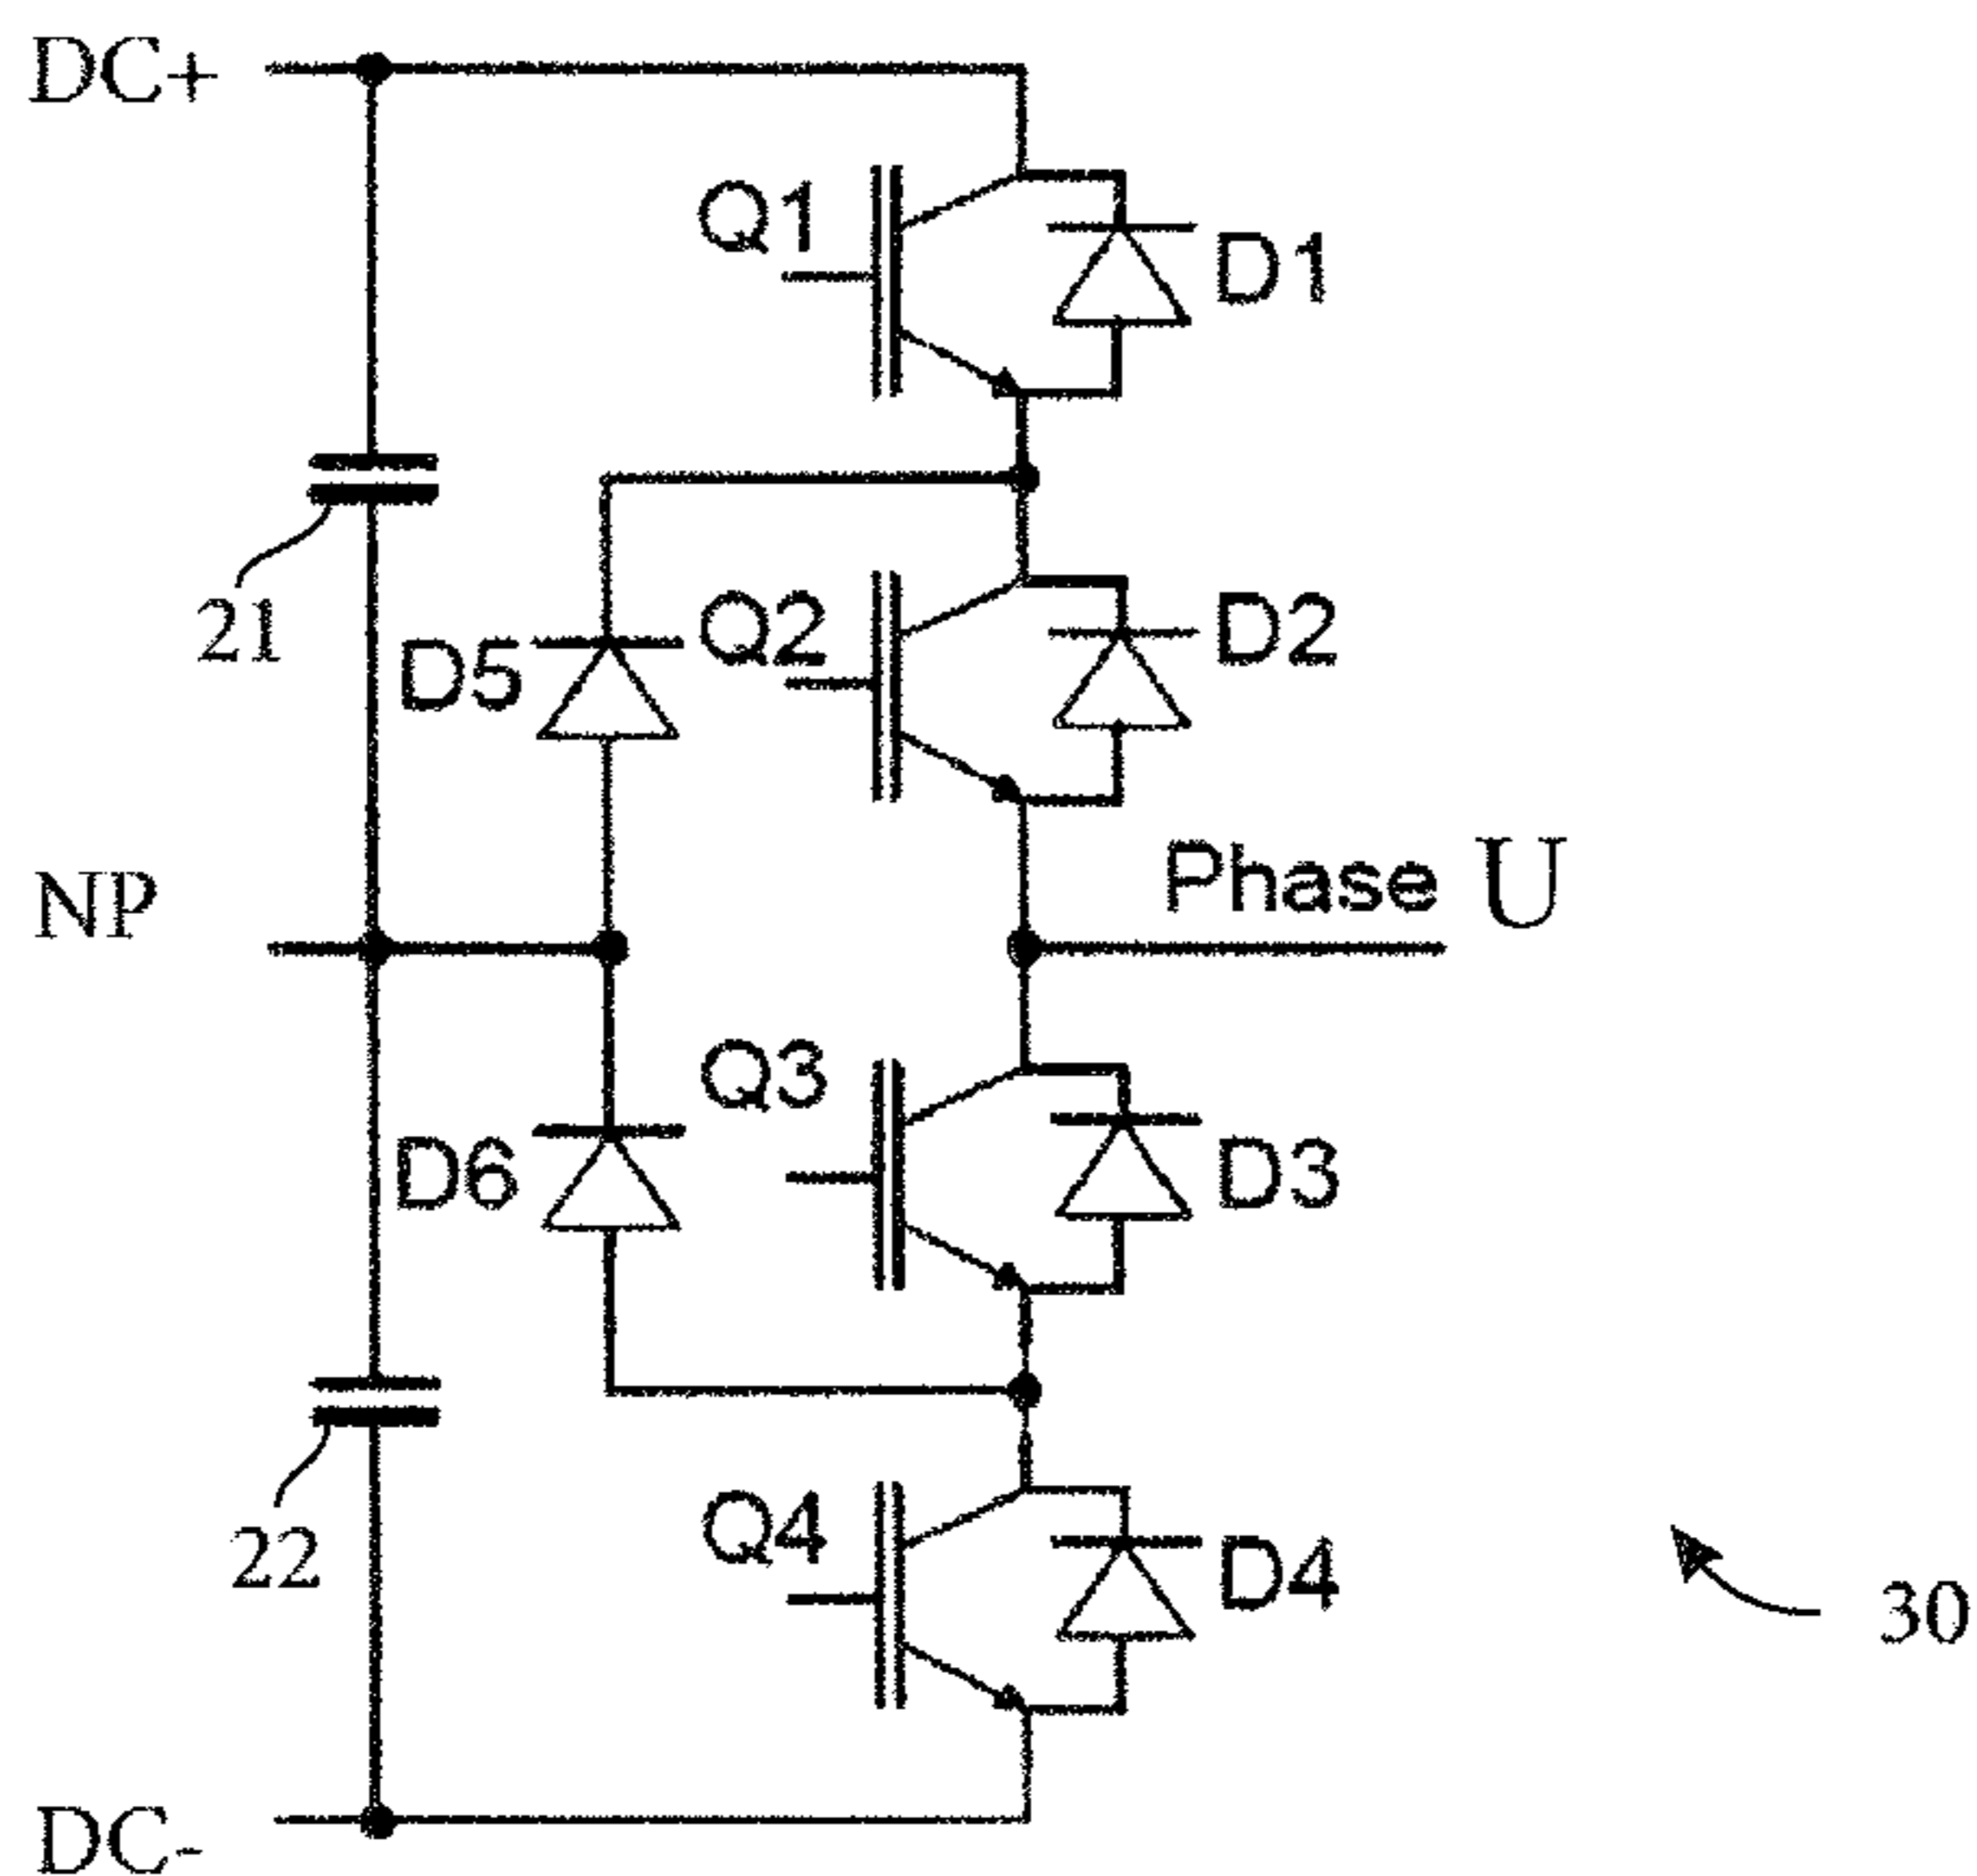 DC+
Q1
D1
21
D5
Q2
D2
NP
Phase U
Q3
D6
D3
22
Q4
D4
30
DC-